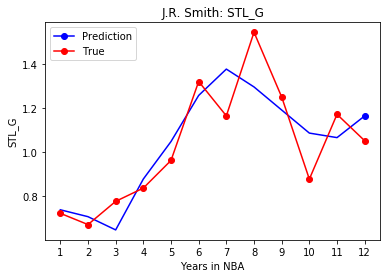 J.R. Smith: STL_G
Prediction
True
STL_G
1.4
1.2
1.0
0.8
1 2 3 4 5 6 7 8 9 10 11 12
Years in NBA